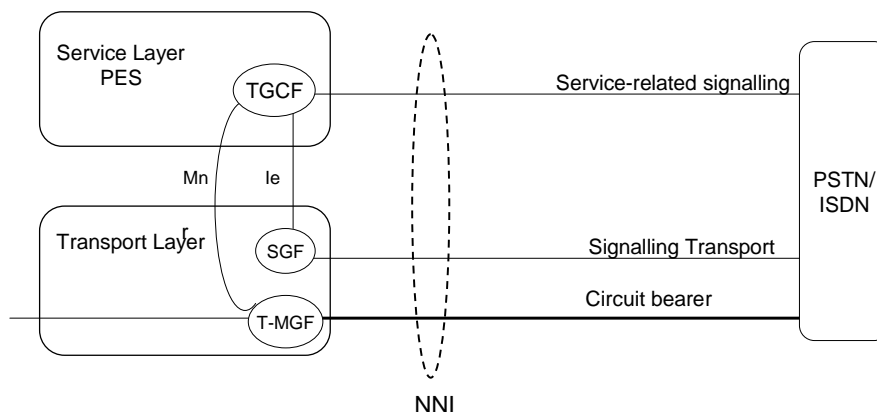 Service Layer
PES
TGCF
Service-related signalling
Mn
Ie
PSTN/
ISDN
Transport Layer
r
SGF
Signalling Transport
Circuit bearer
T-MGF
NNI